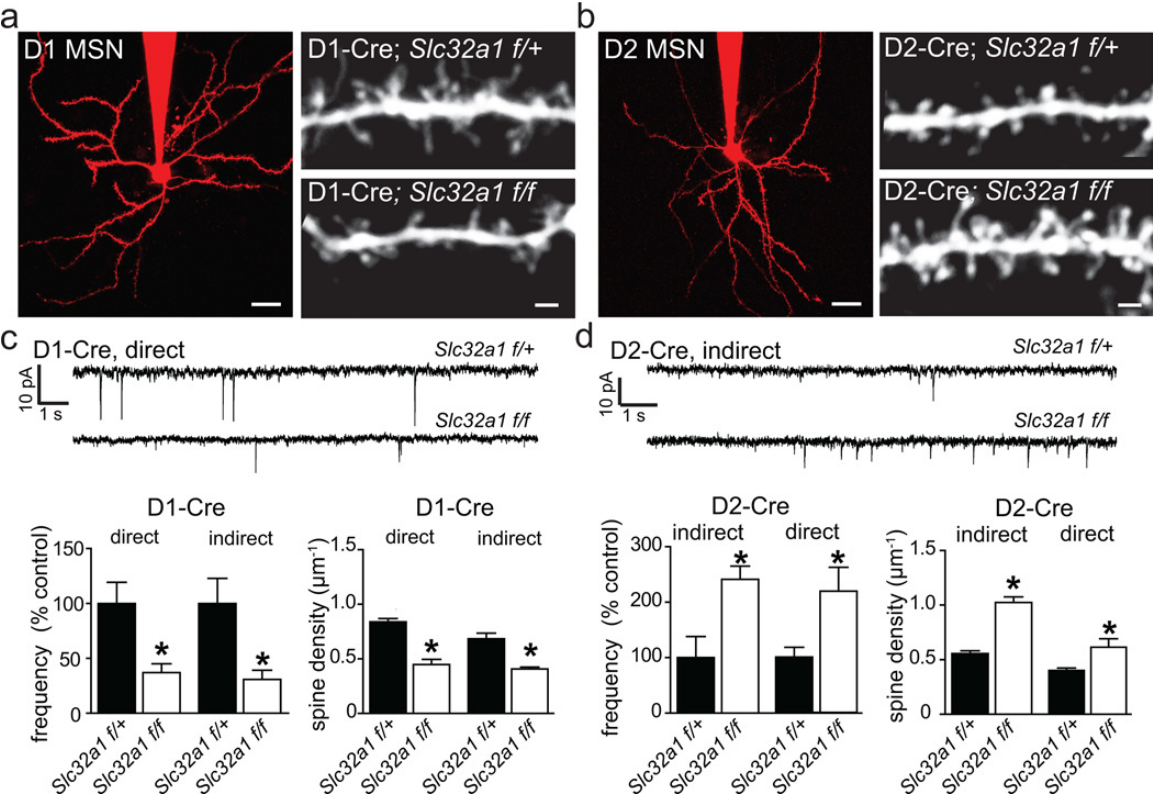 a
D1 MSN
D1-Cre; Slc32a1 f/+
D1-Cre; Slc32a1 f/f
b
D2 MSN
D2-Cre; Slc32a1 f/+
D2-Cre; Slc32a1 f/f
c
D1-Cre, direct
Slc32a1 f/+
10 pA
1 s
Slc32a1 f/f
d
D2-Cre, indirect
Slc32a1 f/+
10 pA
1 s
Slc32a1 f/f
D1-Cre
direct
indirect
frequency (% control)
150
100
50
0
*
*
Slc32a1 f/+
Slc32a1 f/f
Slc32a1 f/+
Slc32a1 f/f
D1-Cre
direct
indirect
spine density (µm⁻¹)
1.5
1.0
0.5
0
*
*
Slc32a1 f/+
Slc32a1 f/f
Slc32a1 f/+
Slc32a1 f/f
D2-Cre
indirect
direct
frequency (% control)
300
200
100
0
*
*
Slc32a1 f/+
Slc32a1 f/f
Slc32a1 f/+
Slc32a1 f/f
D2-Cre
indirect
direct
spine density (µm⁻¹)
1.5
1.0
0.5
0
*
*
Slc32a1 f/+
Slc32a1 f/f
Slc32a1 f/+
Slc32a1 f/f